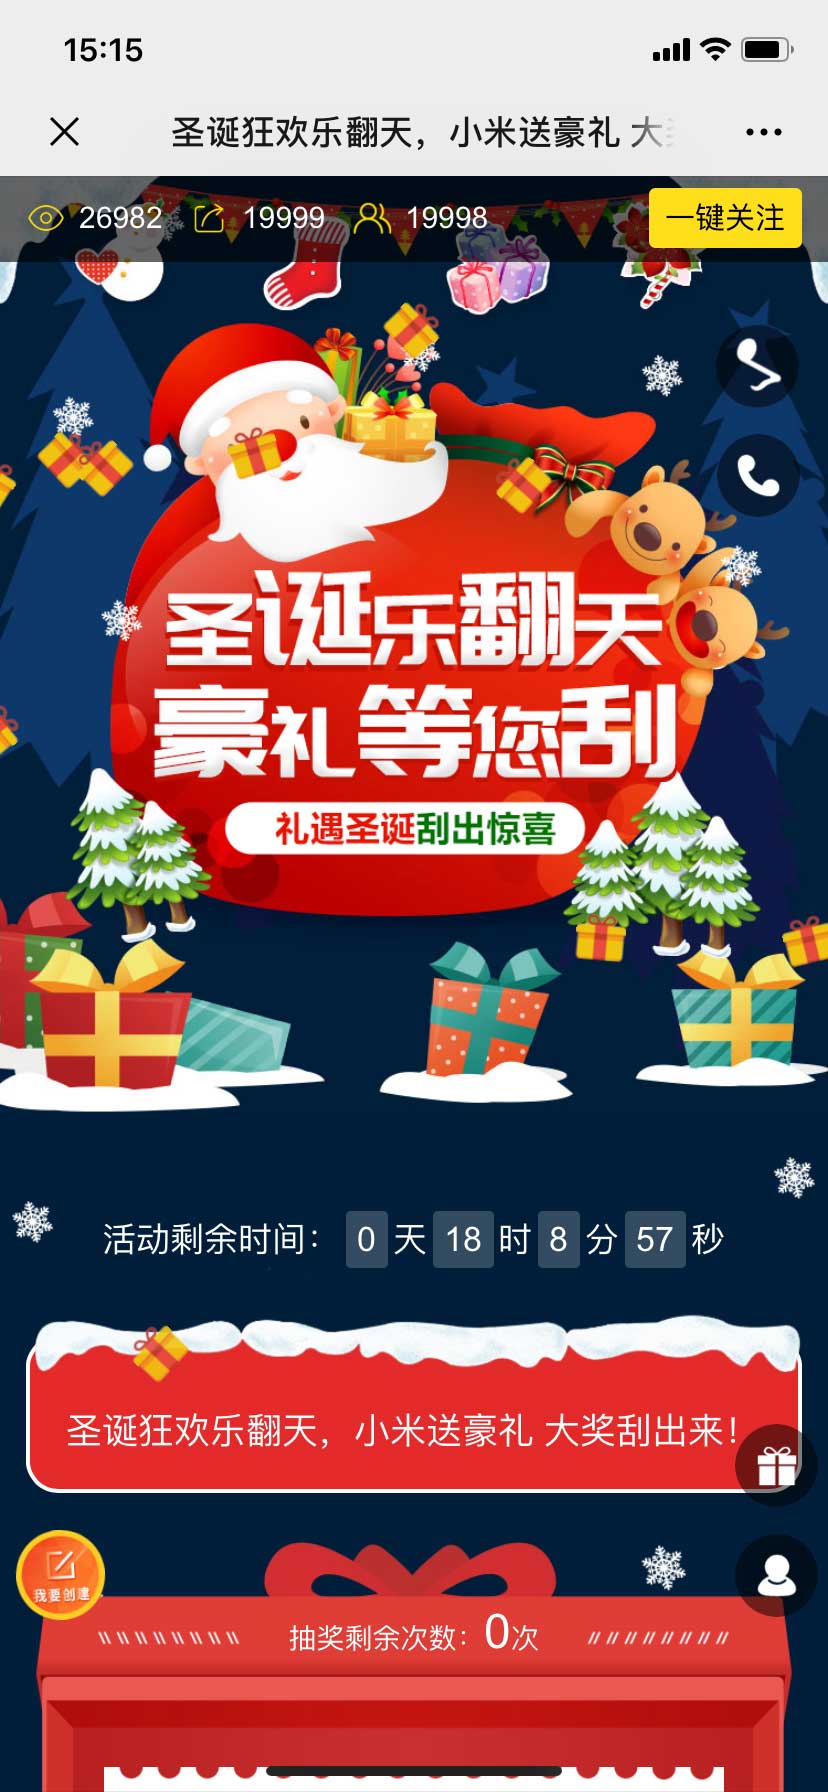 15:15
圣诞狂欢乐翻天，小米送豪礼 大
26982 19999 19998 一键关注
圣诞乐翻天
豪礼等您刮
礼遇圣诞刮出惊喜
活动剩余时间： 0 天 18 时 8 分 57 秒
圣诞狂欢乐翻天，小米送豪礼 大奖刮出来！
我要创建
抽奖剩余次数：0次